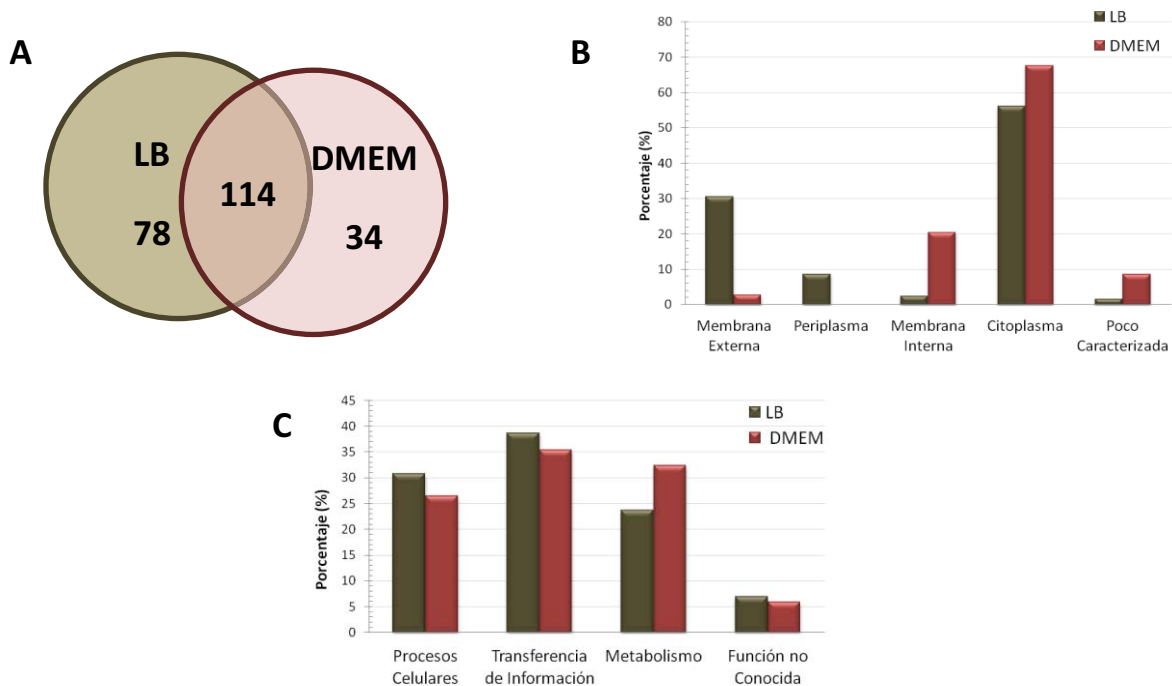 A
LB
78
114
DMEM
34
B
LB
DMEM
Porcentaje (%)
80
70
60
50
40
30
20
10
0
Membrana
Externa
Periplasma
Membrana
Interna
Citoplasma
Poco
Caracterizada
C
LB
DMEM
Porcentaje (%)
45
40
35
30
25
20
15
10
5
0
Procesos
Celulares
Transferencia
de Información
Metabolismo
Función no
Conocida